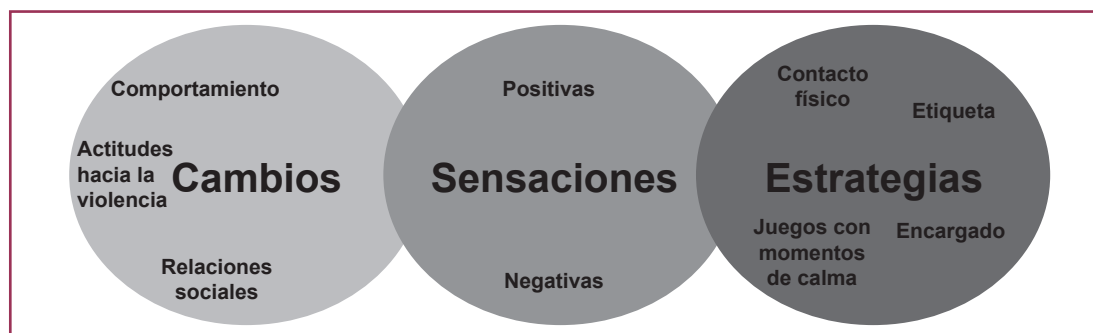 Comportamiento
Actitudes
hacia la
violencia
Cambios
Relaciones
sociales
Positivas
Sensaciones
Negativas
Contacto
físico
Etiqueta
Estrategias
Juegos con
momentos
de calma
Encargado